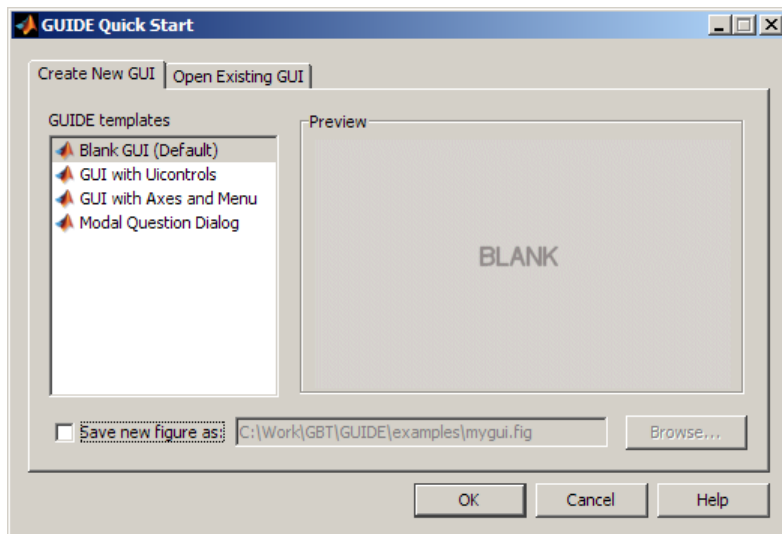 GUIDE Quick Start
Create New GUI
Open Existing GUI
GUIDE templates
Blank GUI (Default)
GUI with Uicontrols
GUI with Axes and Menu
Modal Question Dialog
Preview
BLANK
Save new figure as: C:\Work\GBT\GUIDE\examples\mygui.fig Browse...
OK Cancel Help